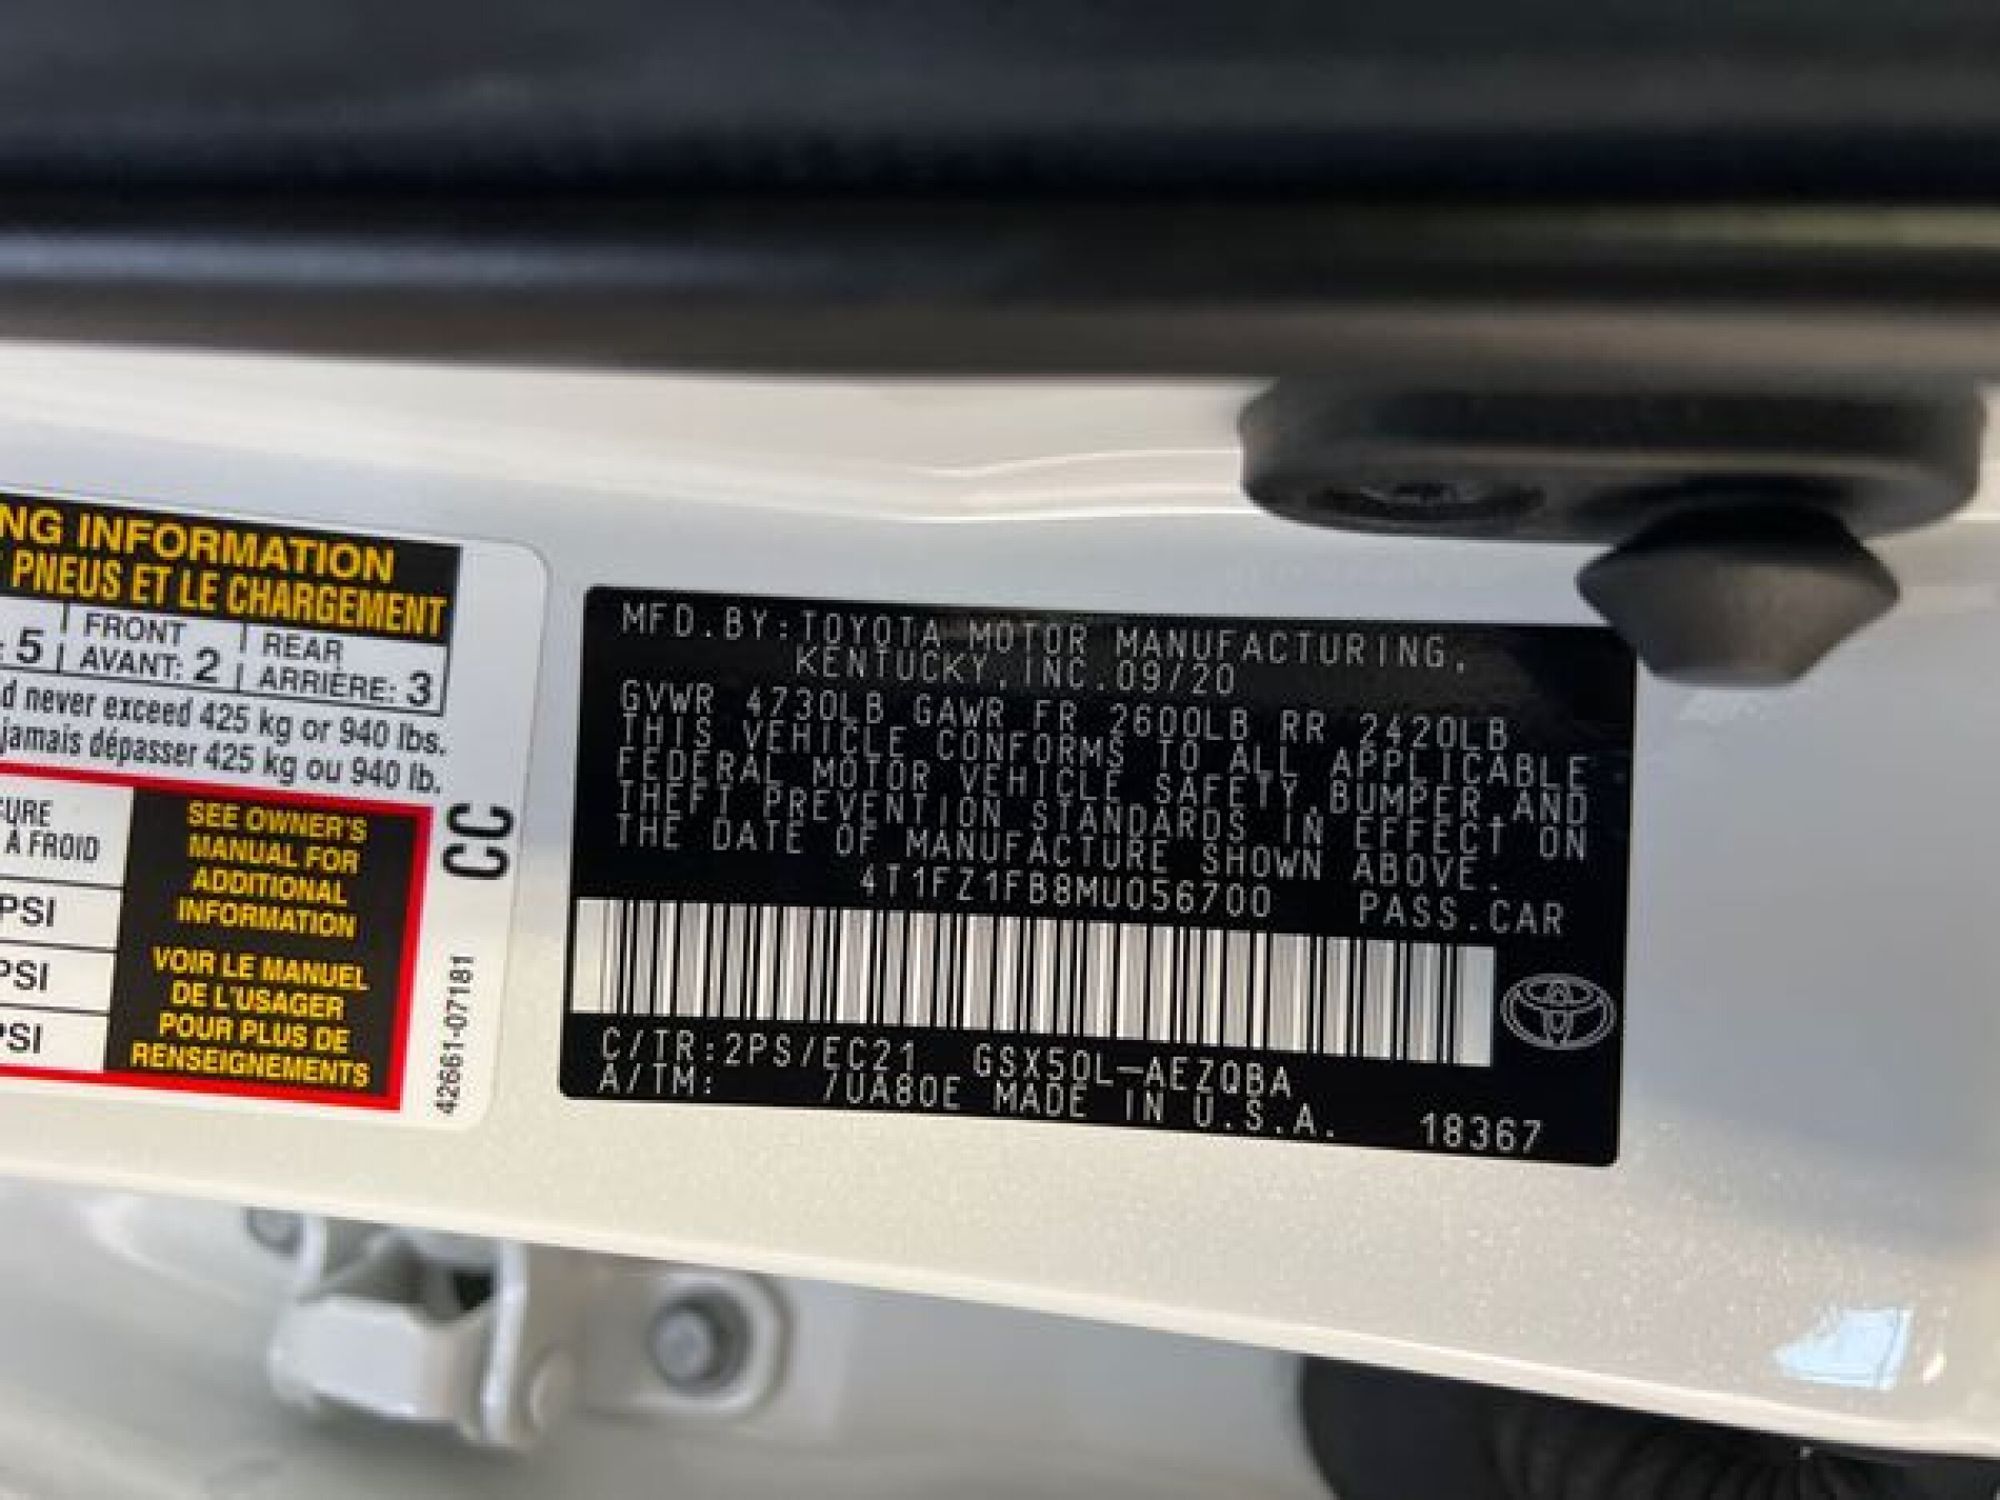 NG INFORMATION
PNEUS ET LE CHARGEMENT
: 5 | FRONT AVANT: 2 | REAR ARRIÈRE: 3
d never exceed 425 kg or 940 lbs.
jamais dépasser 425 kg ou 940 lb.
URE
À FROID
PSI
PSI
PSI
SEE OWNER'S
MANUAL FOR
ADDITIONAL
INFORMATION
VOIR LE MANUEL
DE L'USAGER
POUR PLUS DE
RENSEIGNEMENTS
CC
42661-07181
MFD.BY:TOYOTA MOTOR MANUFACTURING,
KENTUCKY,INC.09/20
GVWR 4730LB GAWR FR 2600LB RR 2420LB
THIS VEHICLE CONFORMS TO ALL APPLICABLE
FEDERAL MOTOR VEHICLE SAFETY,BUMPER,AND
THEFT PREVENTION STANDARDS IN EFFECT ON
THE DATE OF MANUFACTURE SHOWN ABOVE.
4T1FZ1FB8MU056700 PASS.CAR
C/TR:2PS/EC21 GSX50L-AEZQBA
A/TM: /UA80E MADE IN U.S.A. 18367